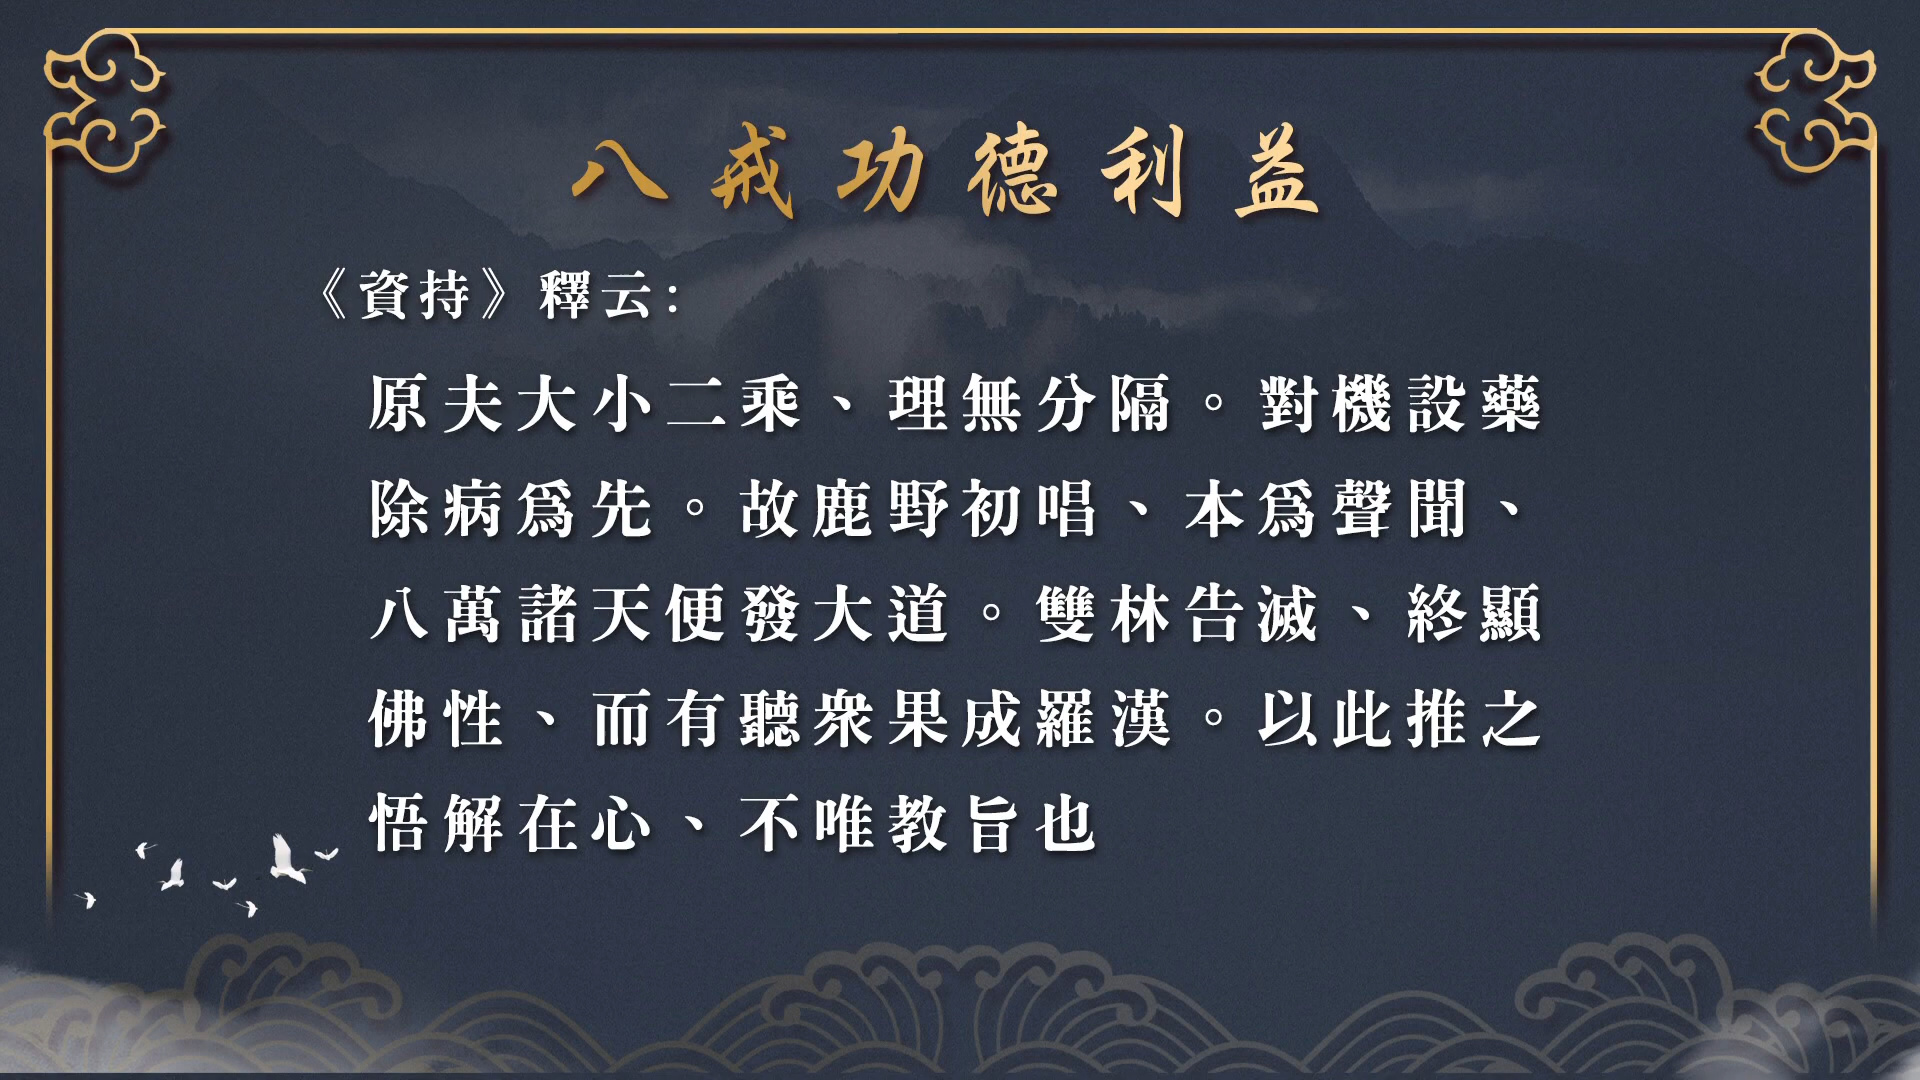 八戒功德利益
《資持》釋云:
原夫大小二乘、理無分隔。對機設藥
除病爲先。故鹿野初唱、本爲聲聞、
八萬諸天便發大道。雙林告滅、終顯
佛性、而有聽衆果成羅漢。以此推之
悟解在心、不唯教旨也